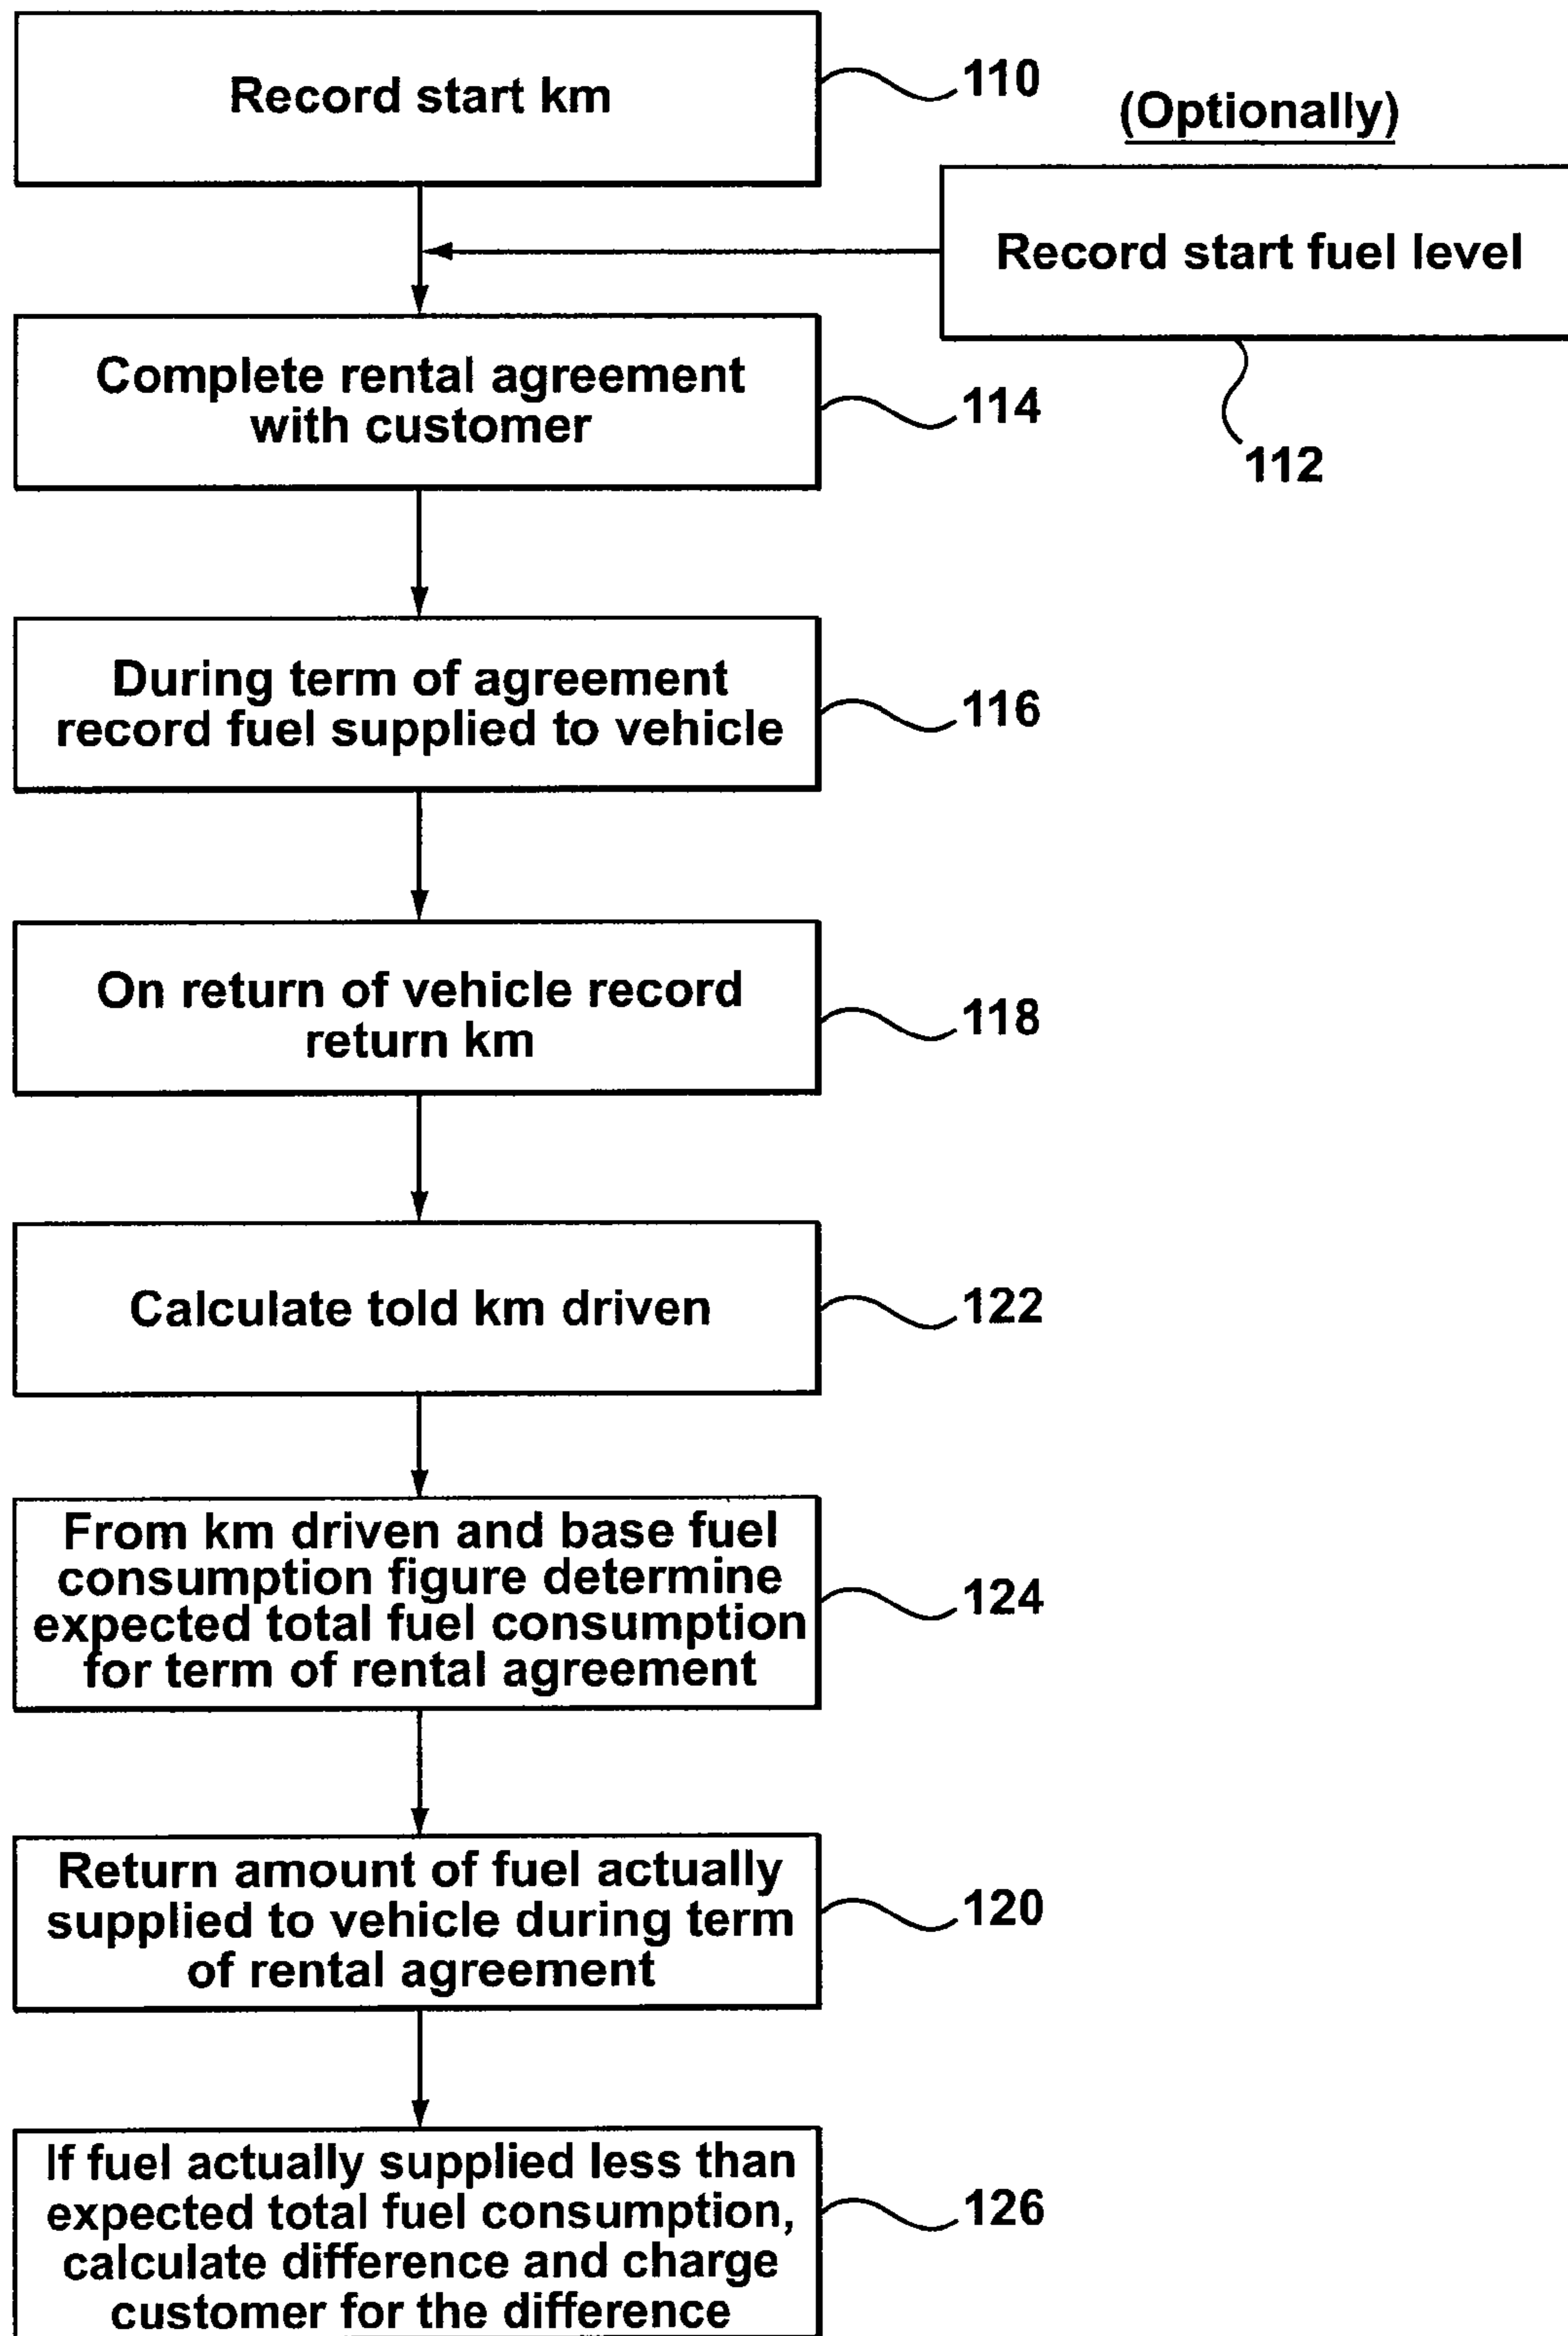 Record start km
110
(Optionally)
Record start fuel level
112
Complete rental agreement
with customer
114
During term of agreement
record fuel supplied to vehicle
116
On return of vehicle record
return km
118
Calculate told km driven
122
From km driven and base fuel
consumption figure determine
expected total fuel consumption
for term of rental agreement
124
Return amount of fuel actually
supplied to vehicle during term
of rental agreement
120
If fuel actually supplied less than
expected total fuel consumption,
calculate difference and charge
customer for the difference
126